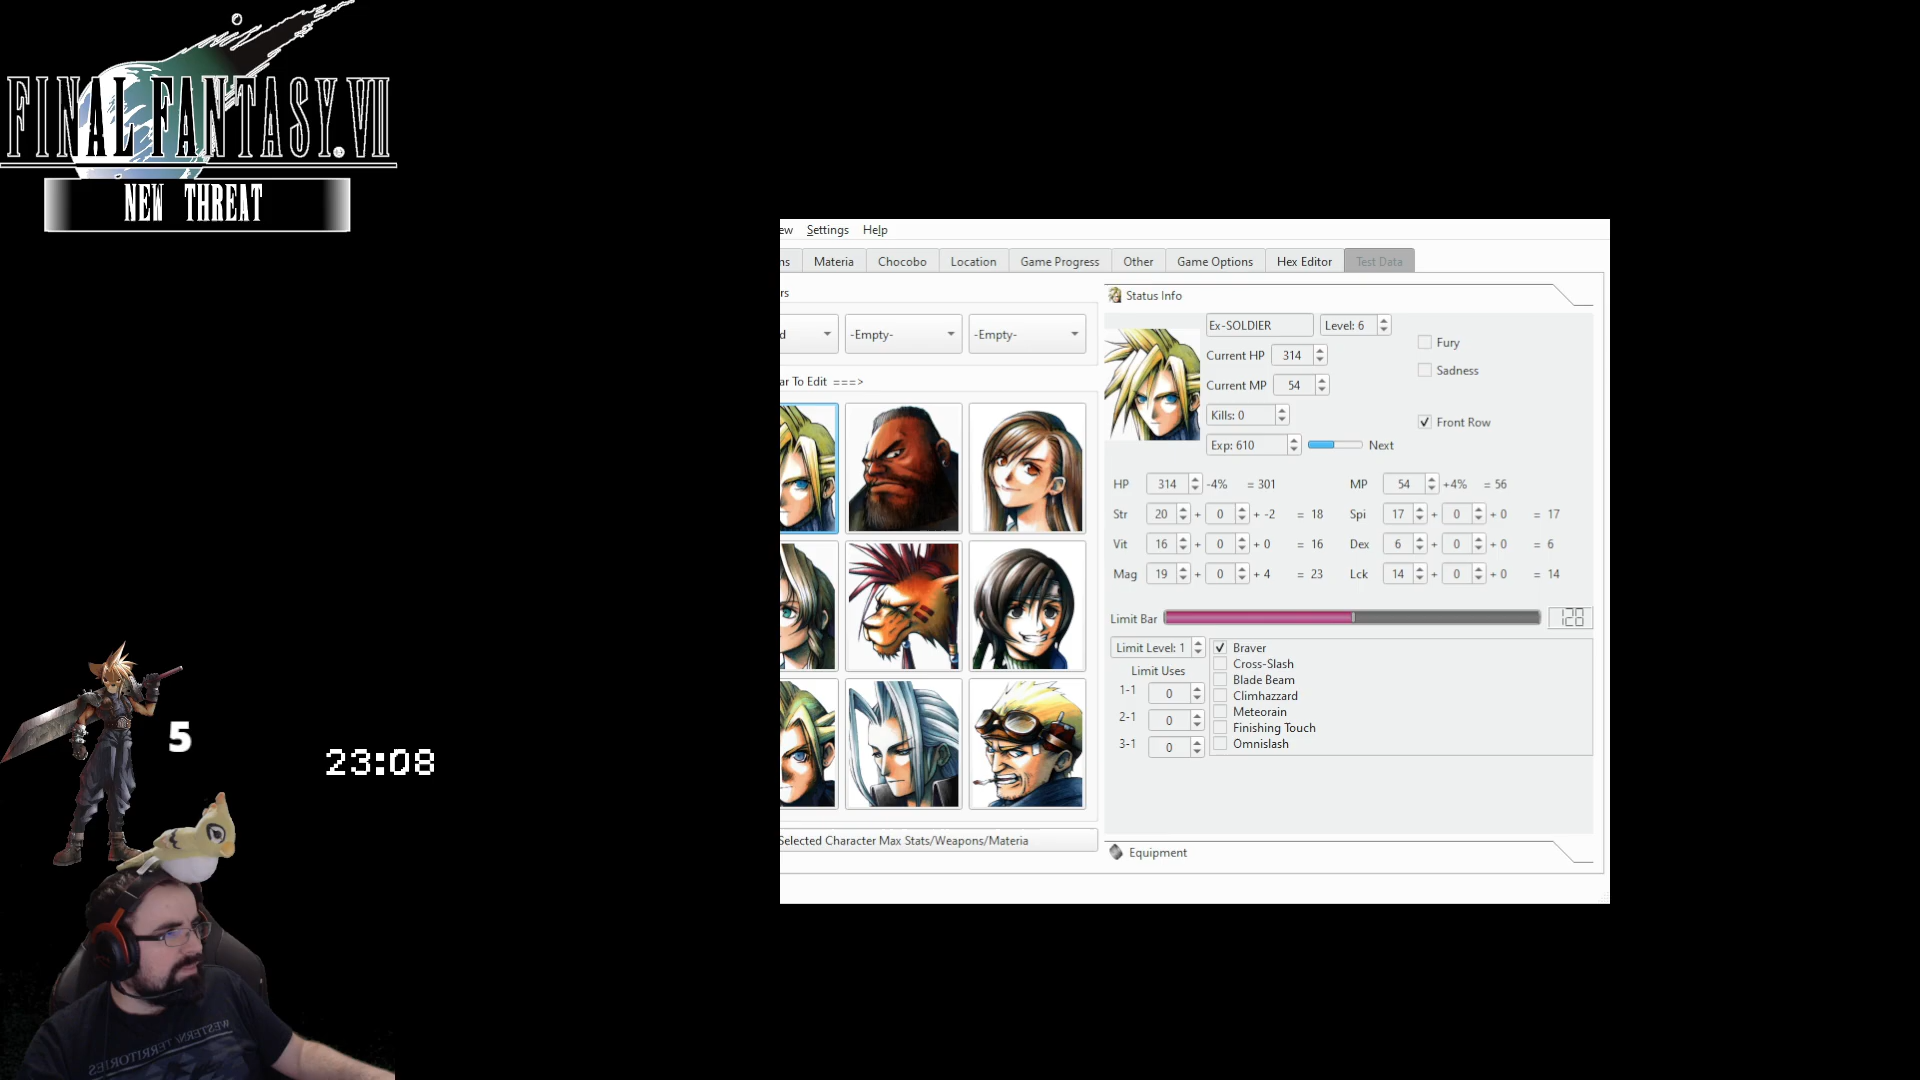 FINAL FANTASY VII
NEW THREAT
ew Settings Help
ns Materia Chocobo Location Game Progress Other Game Options Hex Editor Test Data
rs
d -Empty- -Empty-
ar To Edit ===>
Selected Character Max Stats/Weapons/Materia
Status Info
Ex-SOLDIER Level: 6
Current HP 314
Current MP 54
Kills: 0
Exp: 610 Next
Fury
Sadness
Front Row
HP 314 -4% = 301 MP 54 +4% = 56
Str 20 + 0 + -2 = 18 Spi 17 + 0 + 0 = 17
Vit 16 + 0 + 0 = 16 Dex 6 + 0 + 0 = 6
Mag 19 + 0 + 4 = 23 Lck 14 + 0 + 0 = 14
Limit Bar 128
Limit Level: 1
Limit Uses
1-1 0
2-1 0
3-1 0
Braver
Cross-Slash
Blade Beam
Climhazzard
Meteorain
Finishing Touch
Omnislash
Equipment
5
23:08
WESTERN TERRITORIES